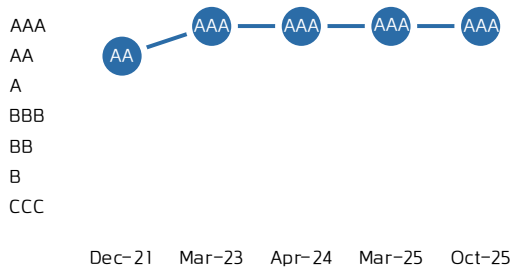 AAA AAA AAA AAA AAA
AA AA
A
BBB
BB
B
CCC
Dec-21 Mar-23 Apr-24 Mar-25 Oct-25